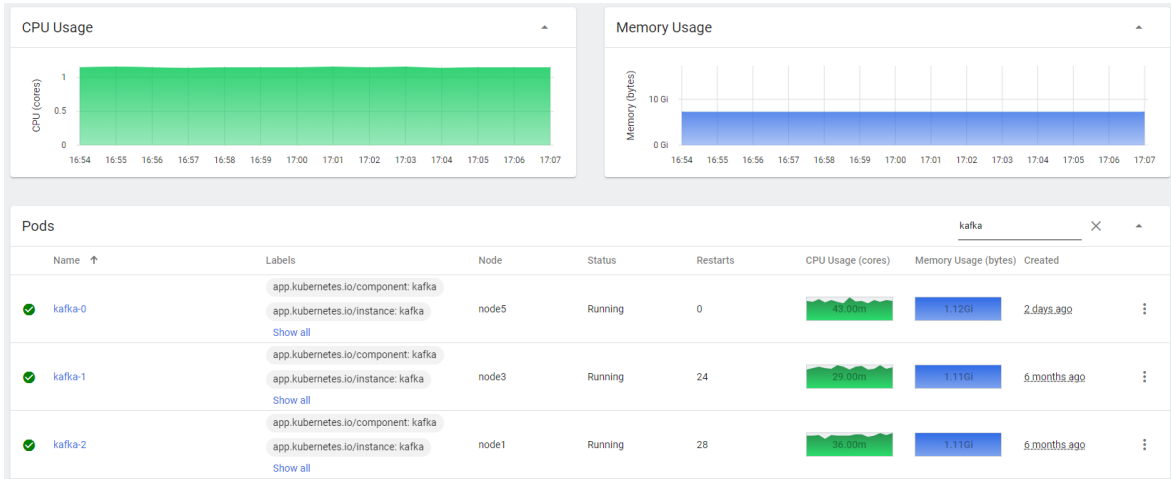 CPU Usage
CPU (cores)
1
0.5
0
16:54 16:55 16:56 16:57 16:58 16:59 17:00 17:01 17:02 17:03 17:04 17:05 17:06 17:07
Memory Usage
Memory (bytes)
10 Gi
0 Gi
16:54 16:55 16:56 16:57 16:58 16:59 17:00 17:01 17:02 17:03 17:04 17:05 17:06 17:07
Pods kafka
Name Labels Node Status Restarts CPU Usage (cores) Memory Usage (bytes) Created
app.kubernetes.io/component: kafka
kafka-0 app.kubernetes.io/instance: kafka node5 Running 0 43.00m 1.12Gi 2 days ago
Show all
app.kubernetes.io/component: kafka
kafka-1 app.kubernetes.io/instance: kafka node3 Running 24 29.00m 1.11Gi 6 months ago
Show all
app.kubernetes.io/component: kafka
kafka-2 app.kubernetes.io/instance: kafka node1 Running 28 36.00m 1.11Gi 6 months ago
Show all